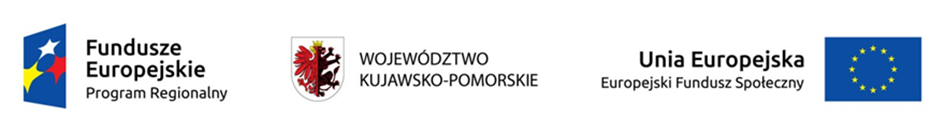 Fundusze
Europejskie
Program Regionalny
WOJEWÓDZTWO
KUJAWSKO-POMORSKIE
Unia Europejska
Europejski Fundusz Społeczny